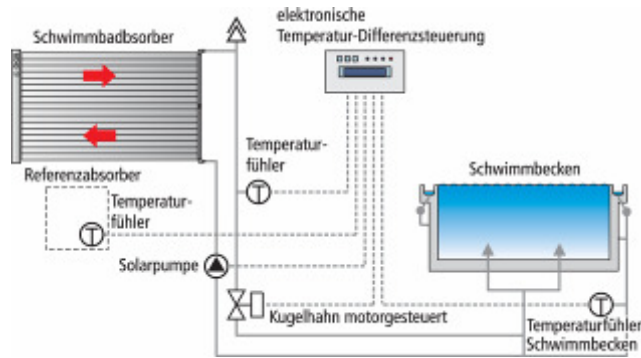 elektronische
Temperatur-Differenzsteuerung
Schwimmbadbsorber
Temperatur-
fühler
Schwimmbecken
Referenzabsorber
Temperatur-
fühler
T
T
Solarpumpe
T
Kugelhahn motorgesteuert
Temperaturfühler
Schwimmbecken